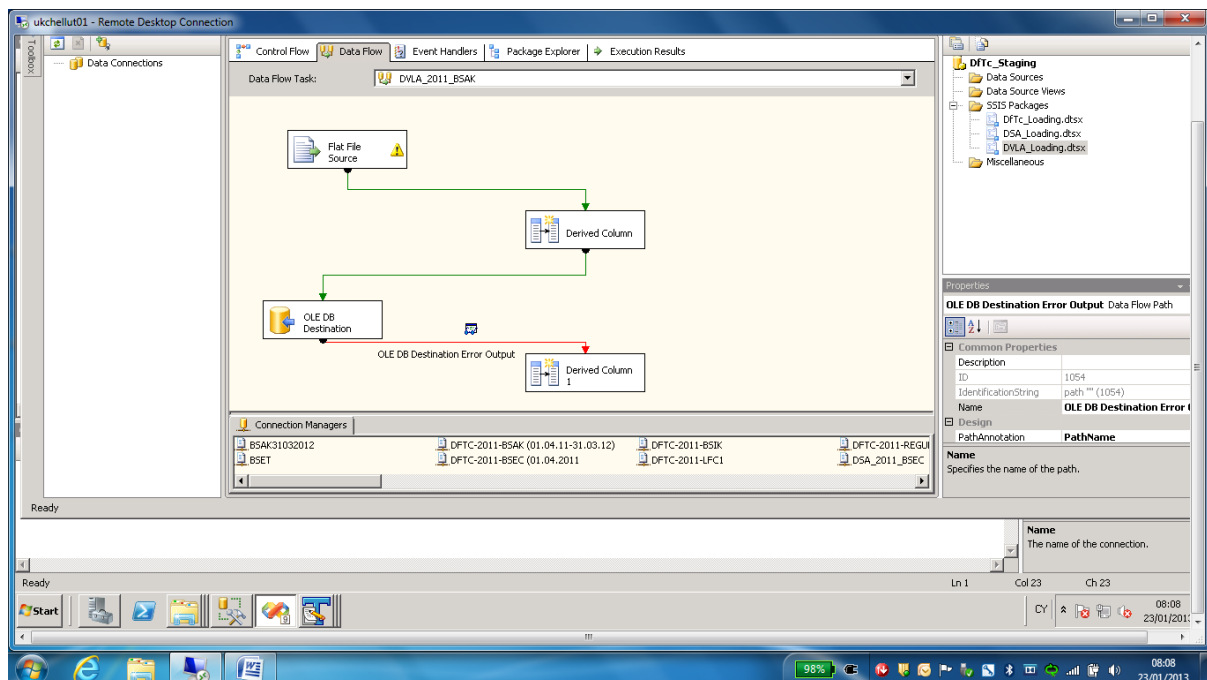 ukchellut01 - Remote Desktop Connection
Toolbox
Data Connections
Control Flow
Data Flow
Event Handlers
Package Explorer
Execution Results
Data Flow Task:
DVLA_2011_BSAK
Flat File
Source
Derived Column
OLE DB
Destination
OLE DB Destination Error Output
Derived Column
1
Connection Managers
BSAK31032012
DFTC-2011-BSAK (01.04.11-31.03.12)
DFTC-2011-BSIK
DFTC-2011-REGU
BSET
DFTC-2011-BSEC (01.04.2011
DFTC-2011-LFC1
DSA_2011_BSEC
DfTc_Staging
Data Sources
Data Source Views
SSIS Packages
DfTc_Loading.dtsx
DSA_Loading.dtsx
DVLA_Loading.dtsx
Miscellaneous
Properties
OLE DB Destination Error Output Data Flow Path
Common Properties
Description
ID 1054
IdentificationString path "" (1054)
Name OLE DB Destination Error
Design
PathAnnotation PathName
Name
Specifies the name of the path.
Ready
Name
The name of the connection.
Ready
Ln 1 Col 23 Ch 23
Start
CY
08:08
23/01/201
98%
08:08
23/01/2013